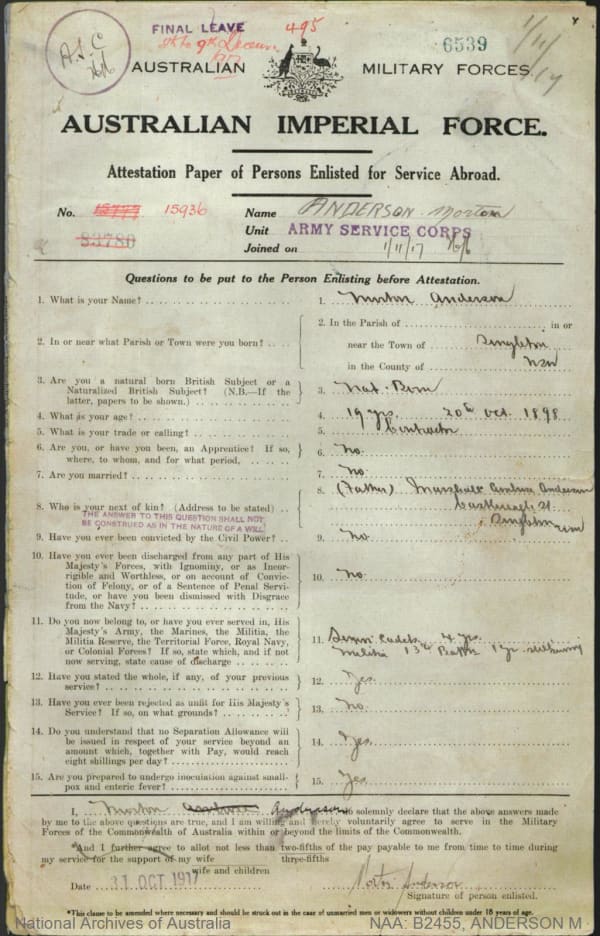 FINAL LEAVE 495
A.S.C 6539
AUSTRALIAN MILITARY FORCES.
AUSTRALIAN IMPERIAL FORCE.
Attestation Paper of Persons Enlisted for Service Abroad.
No. 15936 Name ANDERSON Morton
83780 Unit ARMY SERVICE CORPS
Joined on 1/11/17
Questions to be put to the Person Enlisting before Attestation.
1. What is your Name? 1. Morton Anderson
2. In or near what Parish or Town were you born? 2. In the Parish of in or
near the Town of Singleton
in the County of NSW
3. Are you a natural born British Subject or a
Naturalized British Subject? (N.B.—If the
latter, papers to be shown.) 3. Nat. Born
4. What is your age? 4. 19 yrs. 20th Oct. 1898
5. What is your trade or calling? 5. Contractor
6. Are you, or have you been, an Apprentice? If so,
where, to whom, and for what period, 6. No.
7. Are you married? 7. No.
8. Who is your next of kin? (Address to be stated) 8. (Father) Marshall Andrew Anderson
THE ANSWER TO THIS QUESTION SHALL NOT
BE CONSTRUED AS IN THE NATURE OF A WILL St.
Singleton NSW
9. Have you ever been convicted by the Civil Power? 9. No.
10. Have you ever been discharged from any part of His
Majesty's Forces, with Ignominy, or as Incor-
rigible and Worthless, or on account of Convic-
tion of Felony, or of a Sentence of Penal Servi-
tude, or have you been dismissed with Disgrace
from the Navy? 10. No.
11. Do you now belong to, or have you ever served in, His
Majesty's Army, the Marines, the Militia, the
Militia Reserve, the Territorial Force, Royal Navy,
or Colonial Forces? If so, state which, and if not
now serving, state cause of discharge 11. Senior Cadets 4 yrs.
Militia 13th Battn 1 yr. still serving
12. Have you stated the whole, if any, of your previous
service? 12. Yes.
13. Have you ever been rejected as unfit for His Majesty's
Service? If so, on what grounds? 13. No.
14. Do you understand that no Separation Allowance will
be issued in respect of your service beyond an
amount which, together with Pay, would reach
eight shillings per day? 14. Yes.
15. Are you prepared to undergo inoculation against small-
pox and enteric fever? 15. Yes
I, Morton Anderson do solemnly declare that the above answers made
by me to the above questions are true, and I am willing and hereby voluntarily agree to serve in the Military
Forces of the Commonwealth of Australia within or beyond the limits of the Commonwealth.
*And I further agree to allot not less than two-fifths of the pay payable to me from time to time during
my service for the support of my wife three-fifths
wife and children
Date 31 OCT 1917 Morton Anderson
Signature of person enlisted.
*This clause to be amended where necessary and should be struck out in the case of unmarried men or widowers without children under 18 years of age.
National Archives of Australia NAA: B2455, ANDERSON M